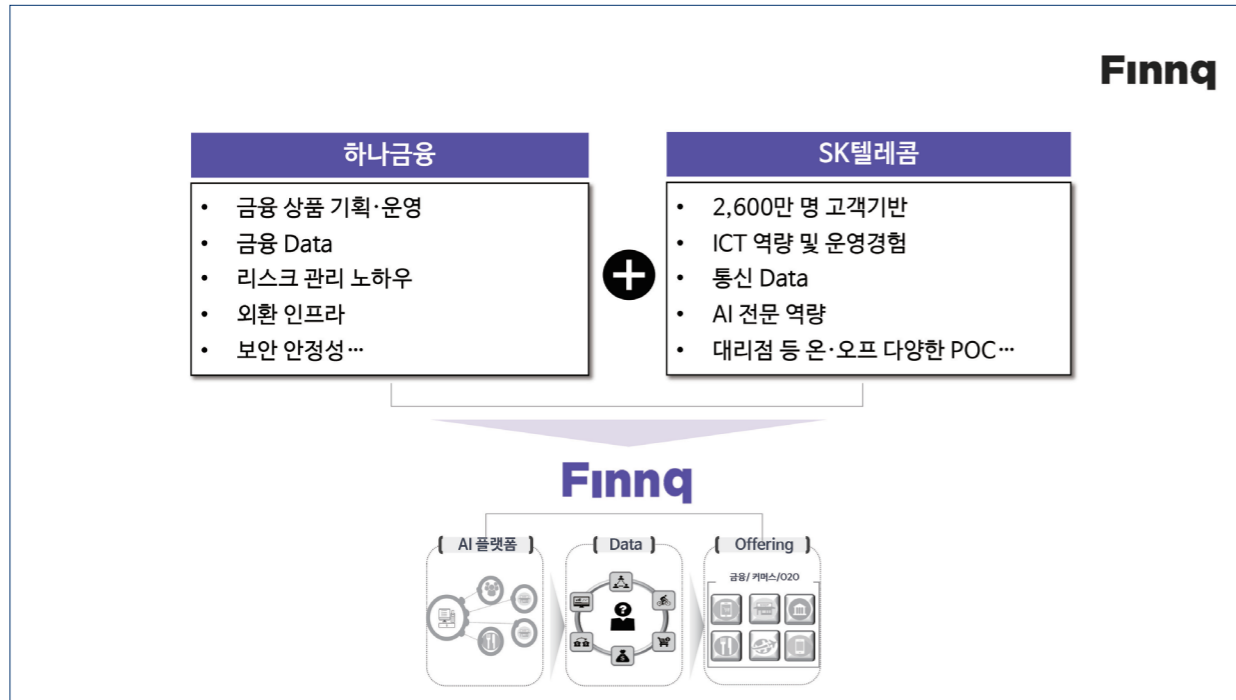 Finnq
하나금융
• 금융 상품 기획·운영
• 금융 Data
• 리스크 관리 노하우
• 외환 인프라
• 보안 안정성…
SK텔레콤
• 2,600만 명 고객기반
• ICT 역량 및 운영경험
• 통신 Data
• AI 전문 역량
• 대리점 등 온·오프 다양한 POC…
Finnq
[ AI 플랫폼 ]
[ Data ]
[ Offering ]
금융/ 커머스/O2O